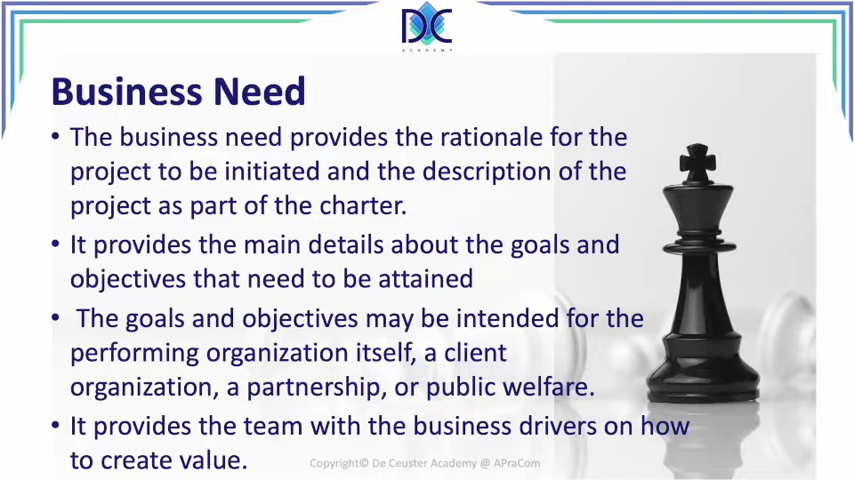 DC
ACADEMY
Business Need
• The business need provides the rationale for the
project to be initiated and the description of the
project as part of the charter.
• It provides the main details about the goals and
objectives that need to be attained
• The goals and objectives may be intended for the
performing organization itself, a client
organization, a partnership, or public welfare.
• It provides the team with the business drivers on how
to create value.
Copyright© De Ceuster Academy @ APraCom